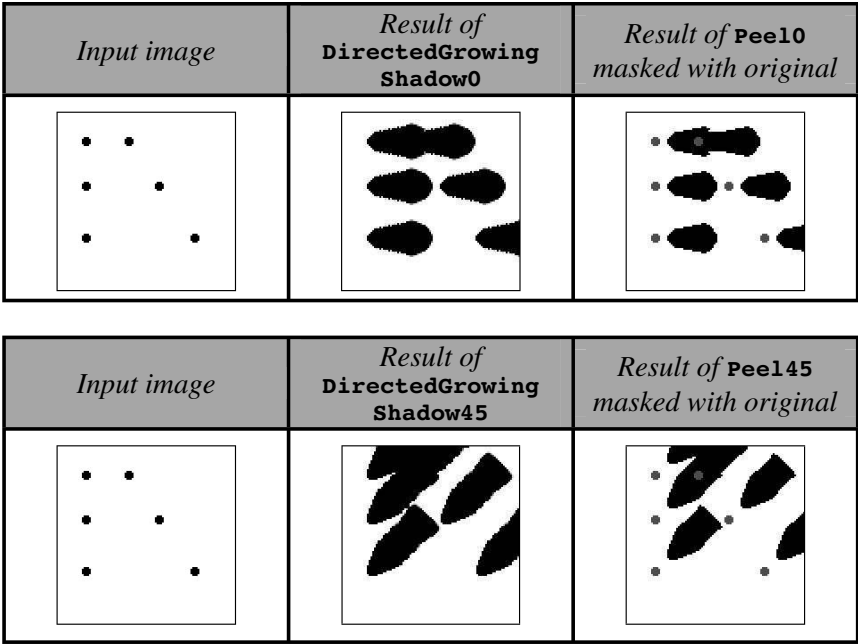 Input image
Result of
DirectedGrowing
Shadow0
Result of Peel0
masked with original
Input image
Result of
DirectedGrowing
Shadow45
Result of Peel45
masked with original